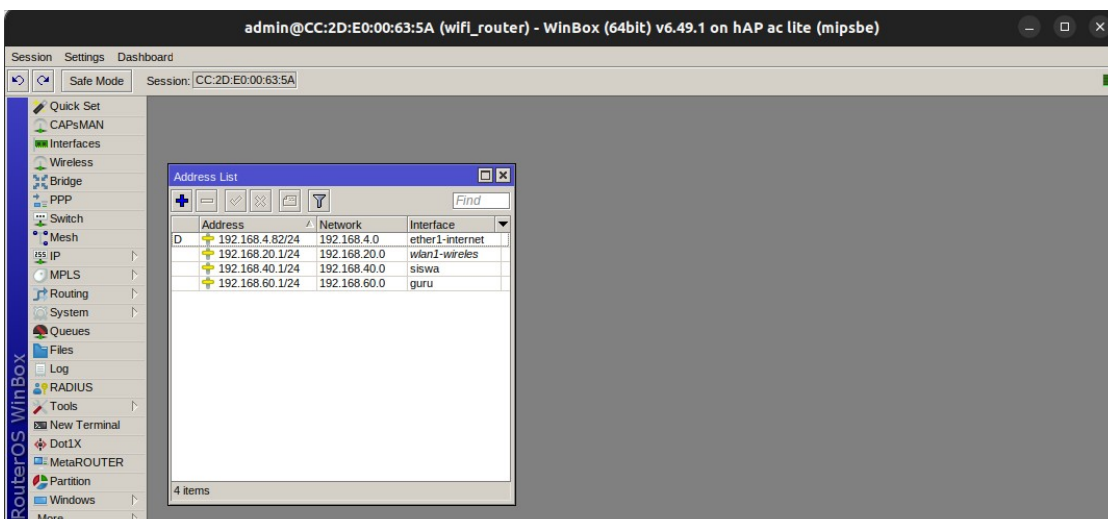 admin@CC:2D:E0:00:63:5A (wifi_router) - WinBox (64bit) v6.49.1 on hAP ac lite (mipsbe)
Session Settings Dashboard
Safe Mode Session: CC:2D:E0:00:63:5A
Quick Set
CAPsMAN
Interfaces
Wireless
Bridge
PPP
Switch
Mesh
IP
MPLS
Routing
System
Queues
Files
Log
RADIUS
Tools
New Terminal
Dot1X
MetaROUTER
Partition
Windows
More
RouterOS WinBox
Address List
Find
Address Network Interface
D 192.168.4.82/24 192.168.4.0 ether1-internet
192.168.20.1/24 192.168.20.0 wlan1-wireles
192.168.40.1/24 192.168.40.0 siswa
192.168.60.1/24 192.168.60.0 guru
4 items